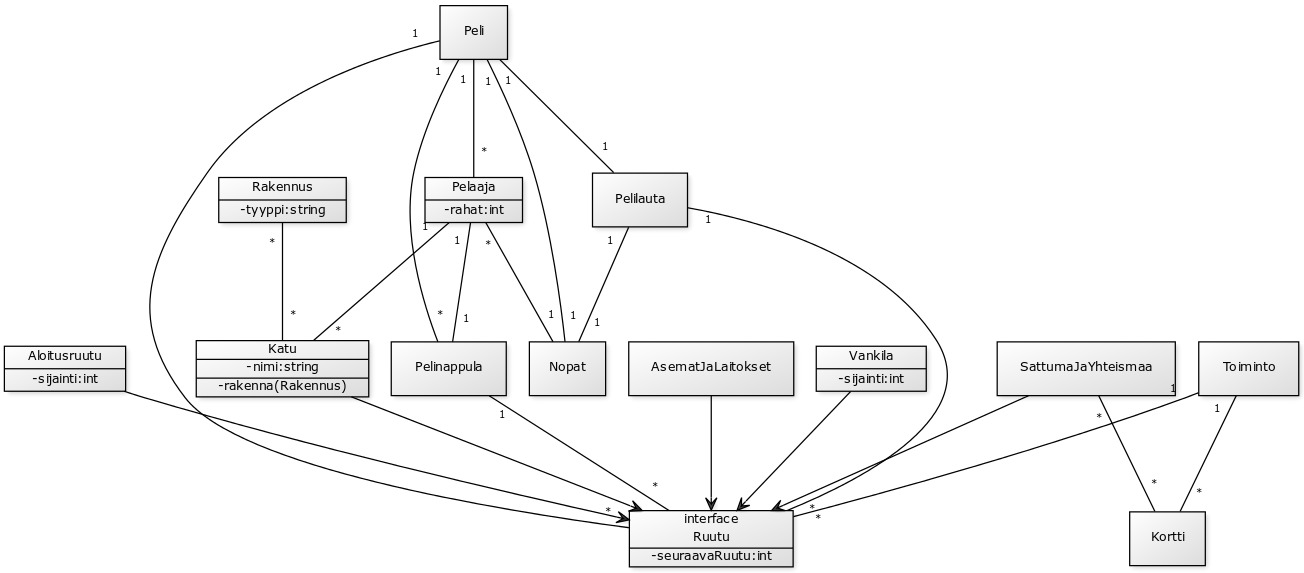 Peli
1
1
1
1
1
*
1
Rakennus
-tyyppi:string
Pelaaja
-rahat:int
Pelilauta
1
1
*
1
1
*
*
*
1
1
1
1
*
Aloitusruutu
-sijainti:int
Katu
-nimi:string
-rakenna(Rakennus)
Pelinappula
Nopat
AsematJaLaitokset
Vankila
-sijainti:int
SattumaJaYhteismaa
Toiminto
1
1
*
1
*
*
*
*
*
*
interface
Ruutu
-seuraavaRuutu:int
Kortti